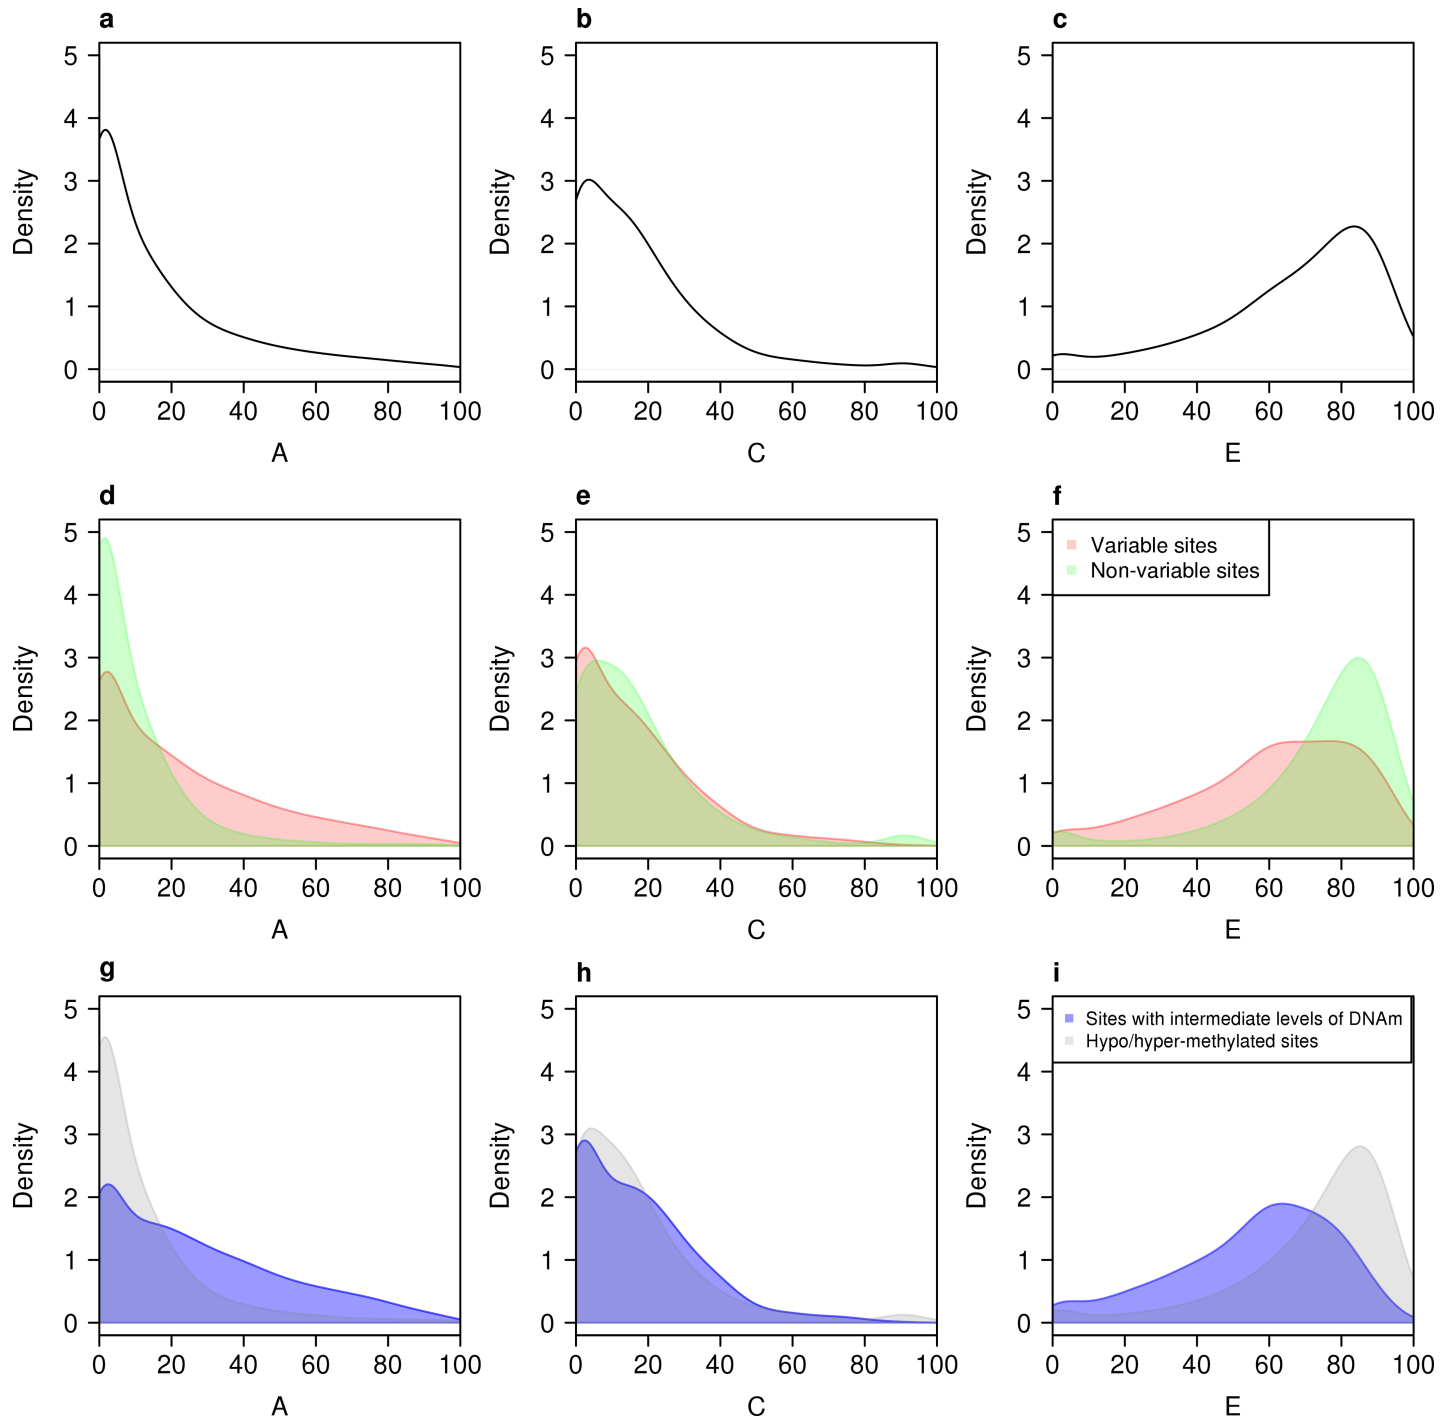 a
5
4
3
2
1
0
Density
0 20 40 60 80 100
A
b
5
4
3
2
1
0
Density
0 20 40 60 80 100
C
c
5
4
3
2
1
0
Density
0 20 40 60 80 100
E
d
5
4
3
2
1
0
Density
0 20 40 60 80 100
A
e
5
4
3
2
1
0
Density
0 20 40 60 80 100
C
f
Variable sites
Non-variable sites
5
4
3
2
1
0
Density
0 20 40 60 80 100
E
g
5
4
3
2
1
0
Density
0 20 40 60 80 100
A
h
5
4
3
2
1
0
Density
0 20 40 60 80 100
C
i
Sites with intermediate levels of DNAm
Hypo/hyper-methylated sites
5
4
3
2
1
0
Density
0 20 40 60 80 100
E